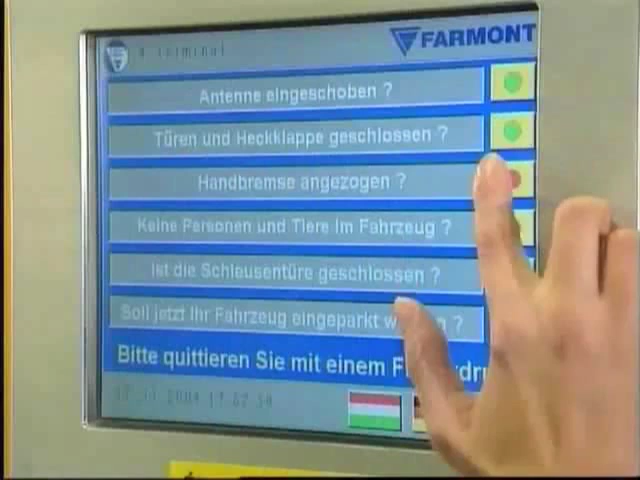 Terminal
FARMONT
Antenne eingeschoben ?
Türen und Heckklappe geschlossen ?
Handbremse angezogen ?
Keine Personen und Tiere im Fahrzeug ?
Ist die Schleusentüre geschlossen ?
Soll jetzt Ihr Fahrzeug eingeparkt ?
Bitte quittieren Sie mit einem